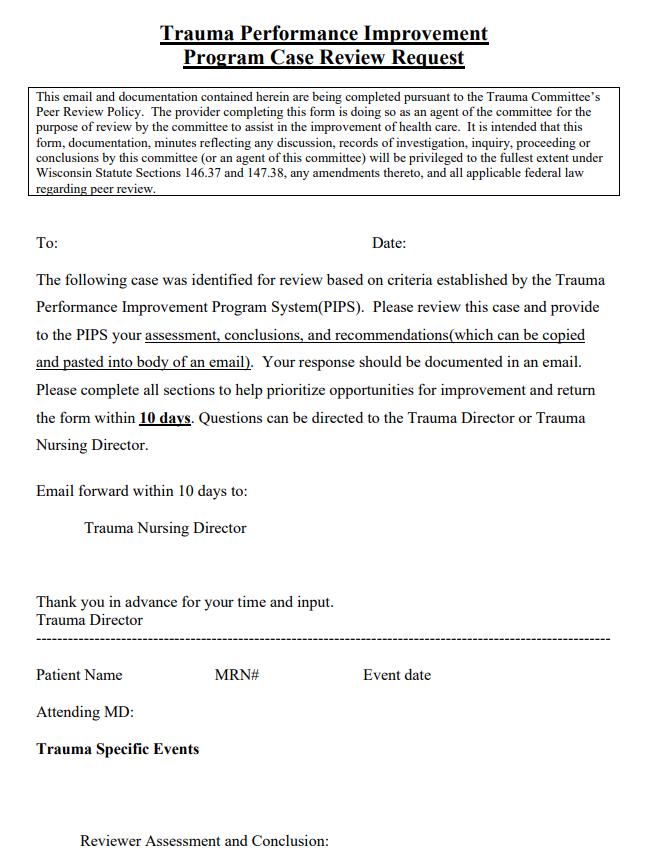 Trauma Performance Improvement
Program Case Review Request
This email and documentation contained herein are being completed pursuant to the Trauma Committee's
Peer Review Policy.  The provider completing this form is doing so as an agent of the committee for the
purpose of review by the committee to assist in the improvement of health care.  It is intended that this
form, documentation, minutes reflecting any discussion, records of investigation, inquiry, proceeding or
conclusions by this committee (or an agent of this committee) will be privileged to the fullest extent under
Wisconsin Statute Sections 146.37 and 147.38, any amendments thereto, and all applicable federal law
regarding peer review.
To: Date:
The following case was identified for review based on criteria established by the Trauma
Performance Improvement Program System(PIPS).  Please review this case and provide
to the PIPS your assessment, conclusions, and recommendations(which can be copied
and pasted into body of an email).  Your response should be documented in an email.
Please complete all sections to help prioritize opportunities for improvement and return
the form within 10 days. Questions can be directed to the Trauma Director or Trauma
Nursing Director.
Email forward within 10 days to:
Trauma Nursing Director
Thank you in advance for your time and input.
Trauma Director
--------------------------------------------------------------------------------------------------------------
Patient Name MRN# Event date
Attending MD:
Trauma Specific Events
Reviewer Assessment and Conclusion: